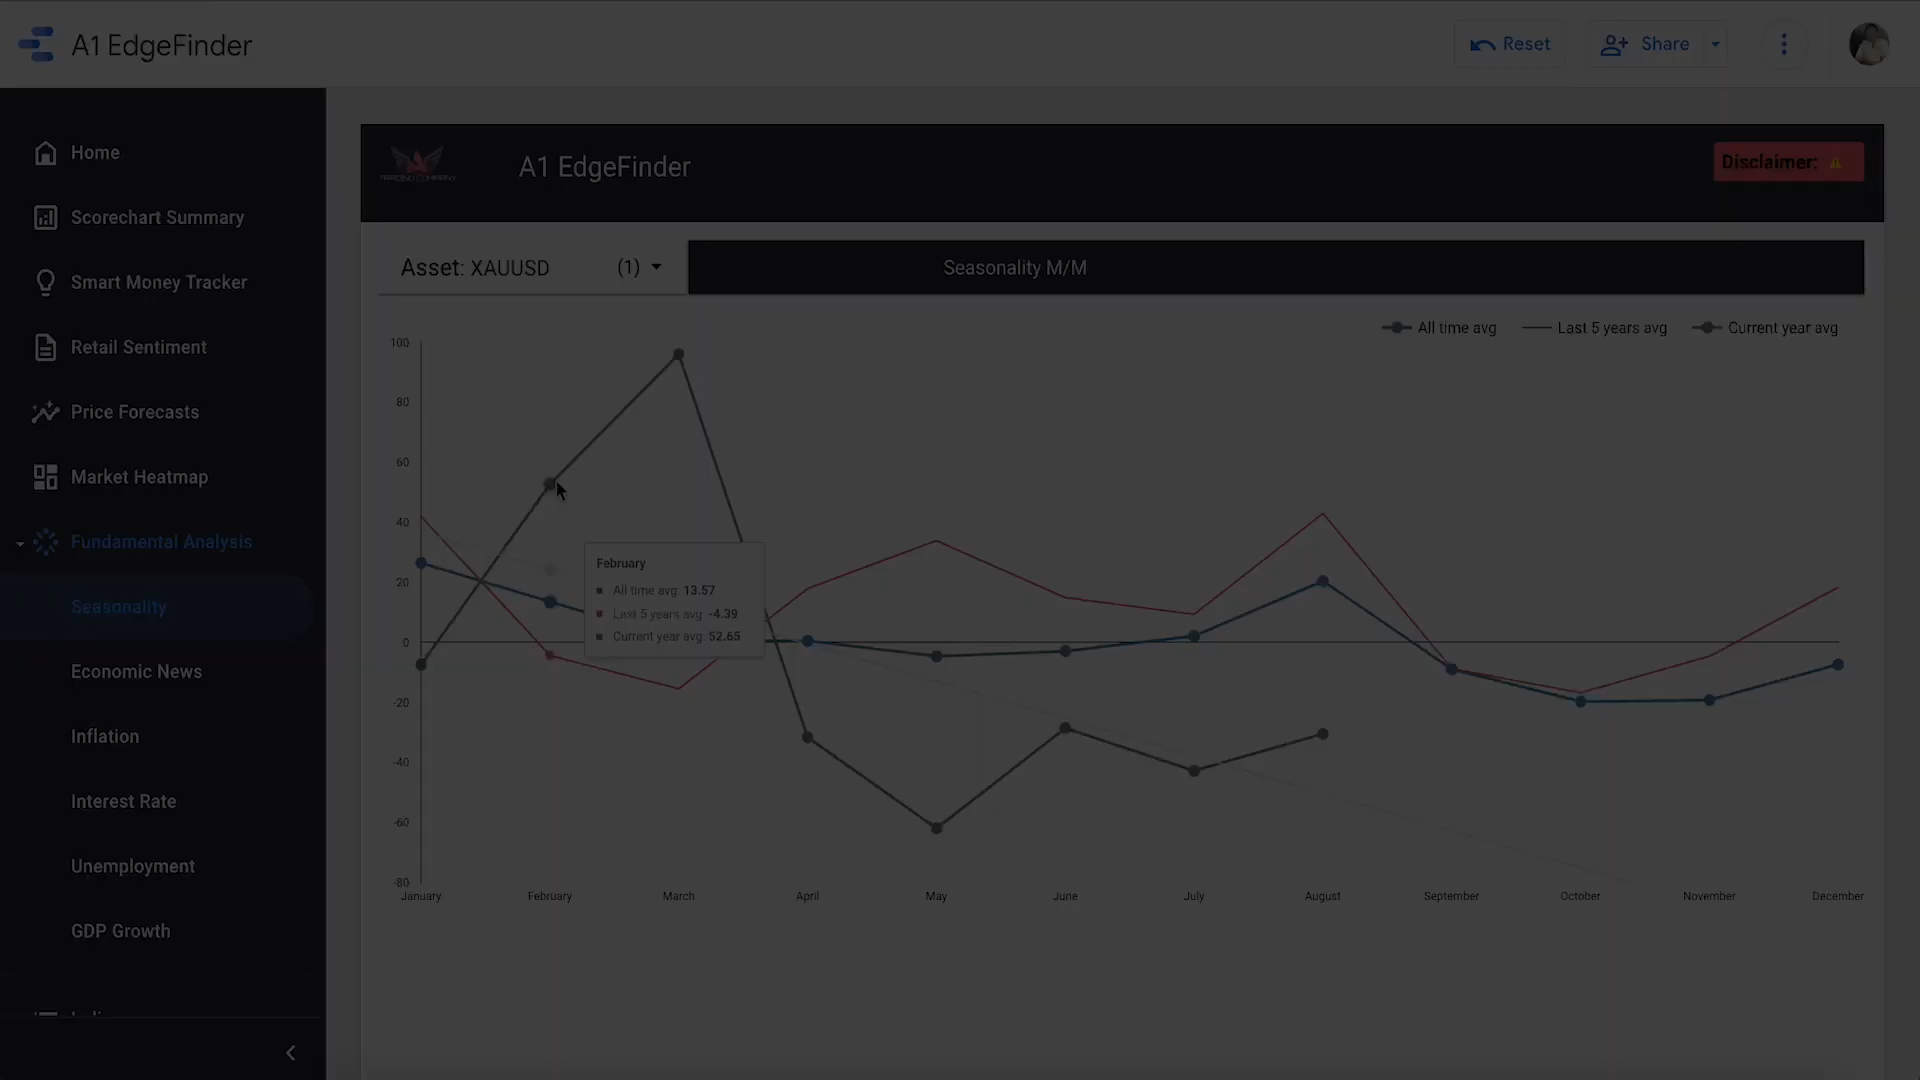 A1 EdgeFinder
Reset
Share
Home
Scorechart Summary
Smart Money Tracker
Retail Sentiment
Price Forecasts
Market Heatmap
Fundamental Analysis
Seasonality
Economic News
Inflation
Interest Rate
Unemployment
GDP Growth
A1 EdgeFinder
Disclaimer:
TRADING COMPANY
Asset: XAUUSD (1)
Seasonality M/M
All time avg Last 5 years avg Current year avg
100
80
60
40
20
0
-20
-40
-60
-80
February
All time avg: 13.57
Last 5 years avg: -4.39
Current year avg: 52.65
January February March April May June July August September October November December